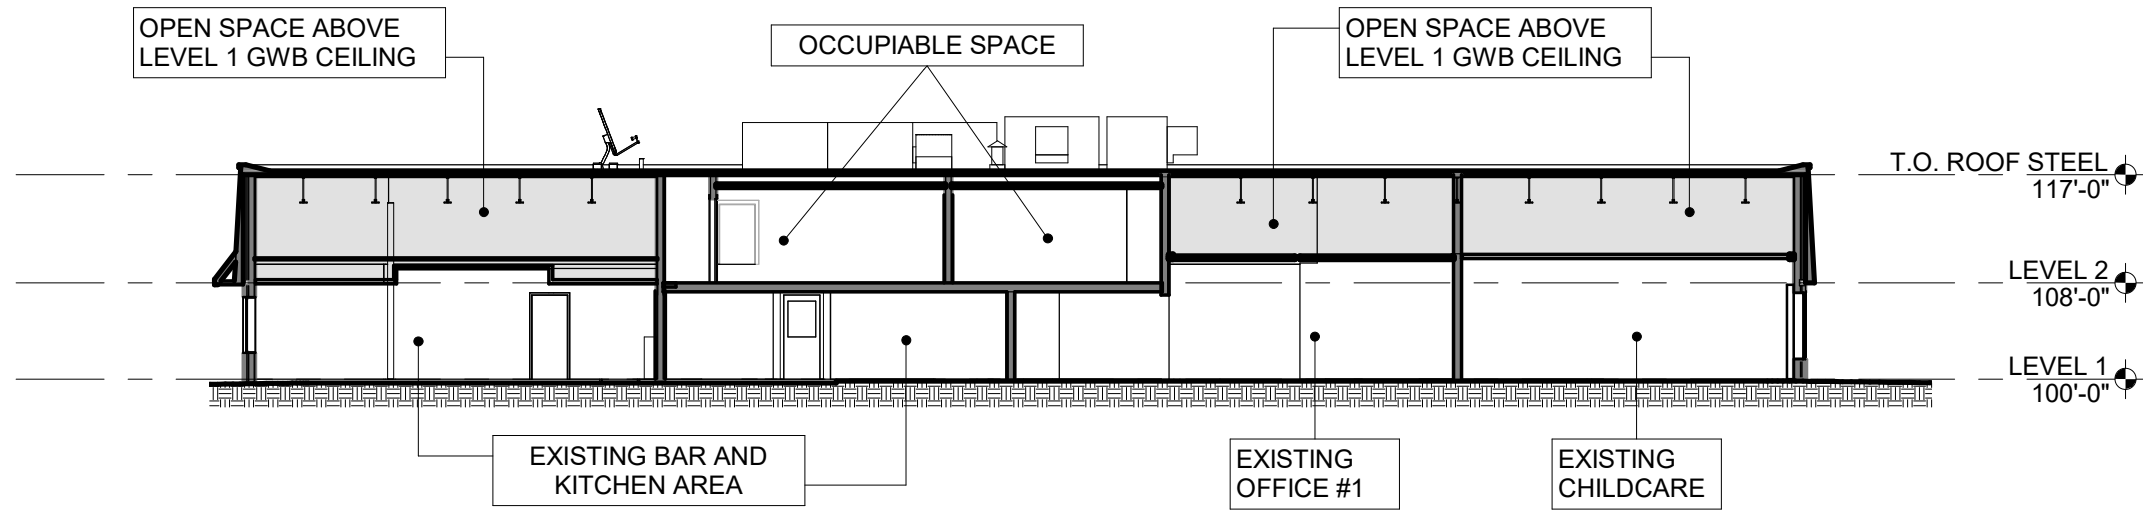 OPEN SPACE ABOVE
LEVEL 1 GWB CEILING
OCCUPIABLE SPACE
OPEN SPACE ABOVE
LEVEL 1 GWB CEILING
T.O. ROOF STEEL
117'-0"
LEVEL 2
108'-0"
LEVEL 1
100'-0"
EXISTING BAR AND
KITCHEN AREA
EXISTING
OFFICE #1
EXISTING
CHILDCARE